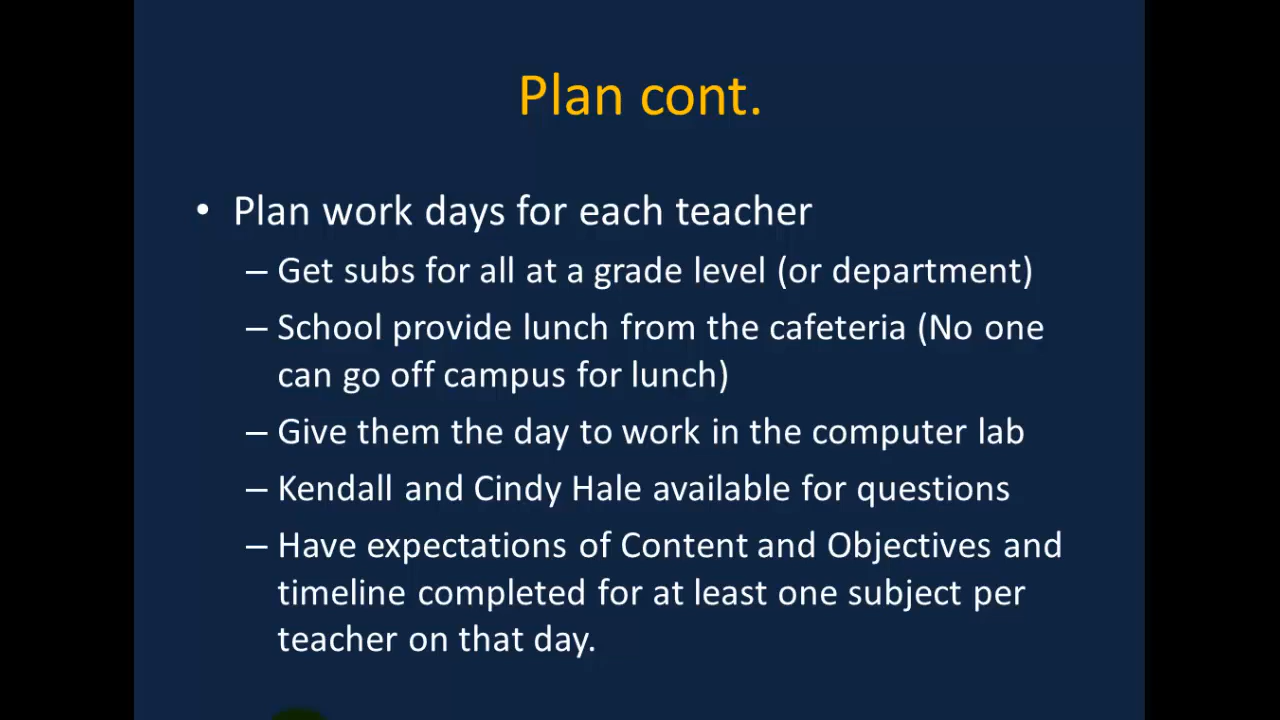 Plan cont.
• Plan work days for each teacher
– Get subs for all at a grade level (or department)
– School provide lunch from the cafeteria (No one
can go off campus for lunch)
– Give them the day to work in the computer lab
– Kendall and Cindy Hale available for questions
– Have expectations of Content and Objectives and
timeline completed for at least one subject per
teacher on that day.